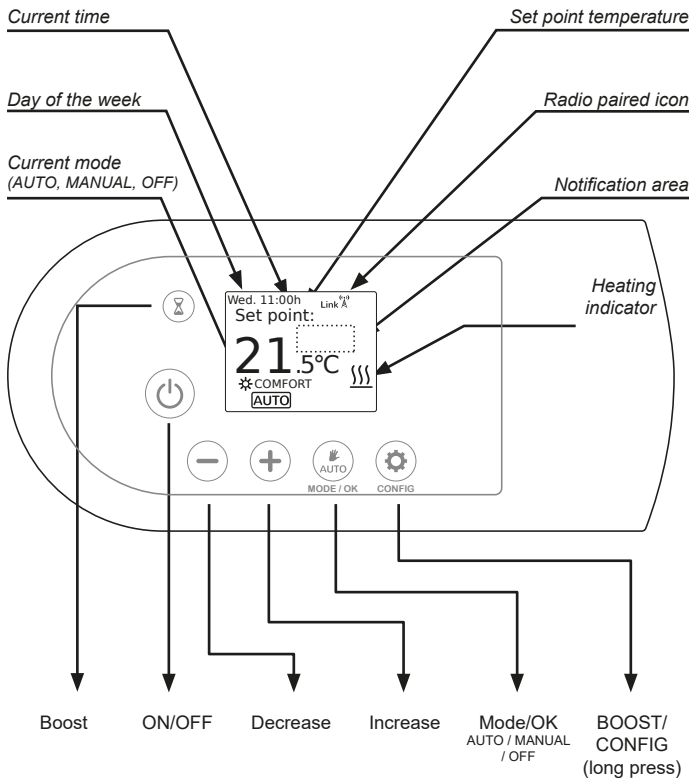 Current time
Set point temperature
Day of the week
Radio paired icon
Current mode
(AUTO, MANUAL, OFF)
Notification area
Heating
indicator
Wed. 11:00h
Link
Set point:
21.5°C
COMFORT
AUTO
AUTO
MODE / OK
CONFIG
Boost
ON/OFF
Decrease
Increase
Mode/OK
AUTO / MANUAL
/ OFF
BOOST/
CONFIG
(long press)